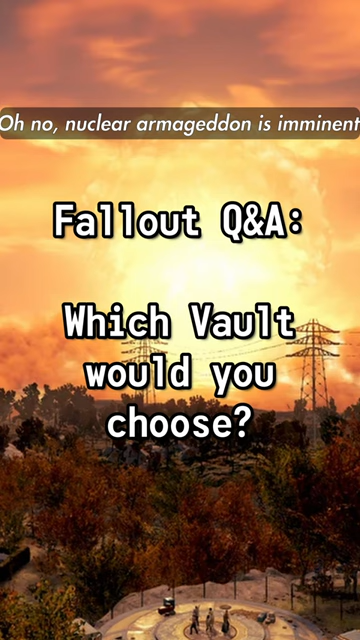 Oh no, nuclear armageddon is imminent
Fallout Q&A:
Which Vault
would you
choose?